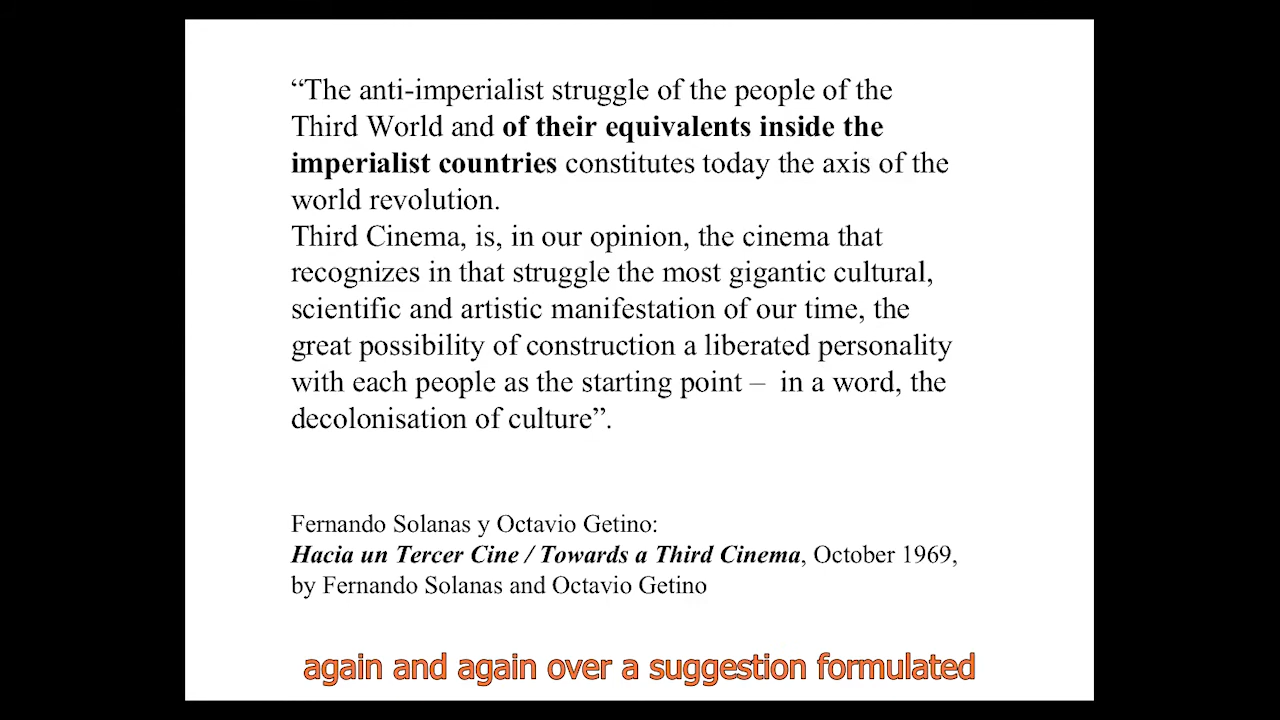 “The anti-imperialist struggle of the people of the
Third World and of their equivalents inside the
imperialist countries constitutes today the axis of the
world revolution.
Third Cinema, is, in our opinion, the cinema that
recognizes in that struggle the most gigantic cultural,
scientific and artistic manifestation of our time, the
great possibility of construction a liberated personality
with each people as the starting point –  in a word, the
decolonisation of culture”.
Fernando Solanas y Octavio Getino:
Hacia un Tercer Cine / Towards a Third Cinema, October 1969,
by Fernando Solanas and Octavio Getino
again and again over a suggestion formulated